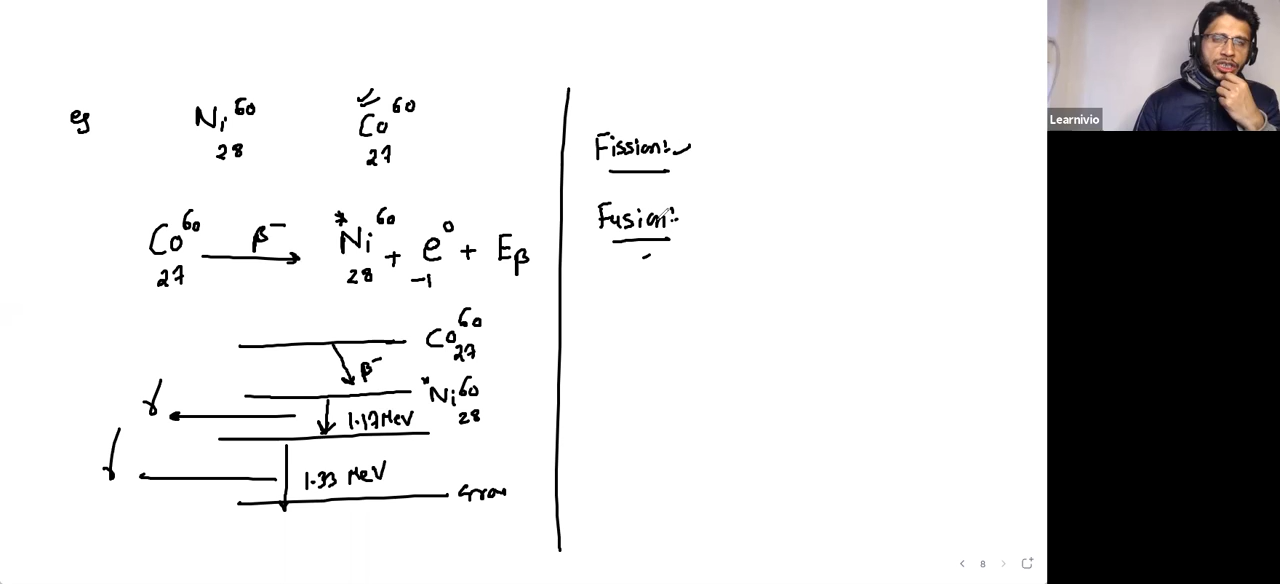 eg Ni 60 28 Co 60 27
Co 60 27 β⁻ *Ni 60 28 + e 0 -1 + Eβ
Co 60 27
β⁻
*Ni 60 28
γ 1.17 MeV
γ 1.33 MeV
Fission:
Fusion:
Learnivio
8